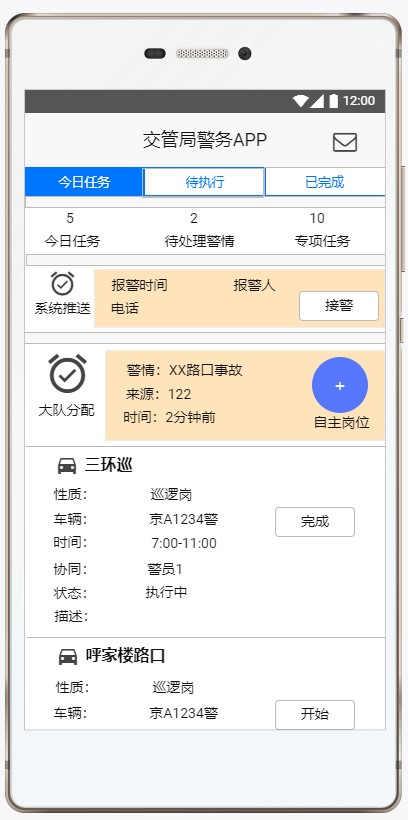 12:00
交管局警务APP
今日任务 待执行 已完成
5 2 10
今日任务 待处理警情 专项任务
报警时间 报警人
系统推送 电话 接警
警情：XX路口事故
来源：122
大队分配 时间：2分钟前
+
自主岗位
三环巡
性质： 巡逻岗
车辆： 京A1234警 完成
时间： 7:00-11:00
协同： 警员1
状态： 执行中
描述：
呼家楼路口
性质： 巡逻岗
车辆： 京A1234警 开始